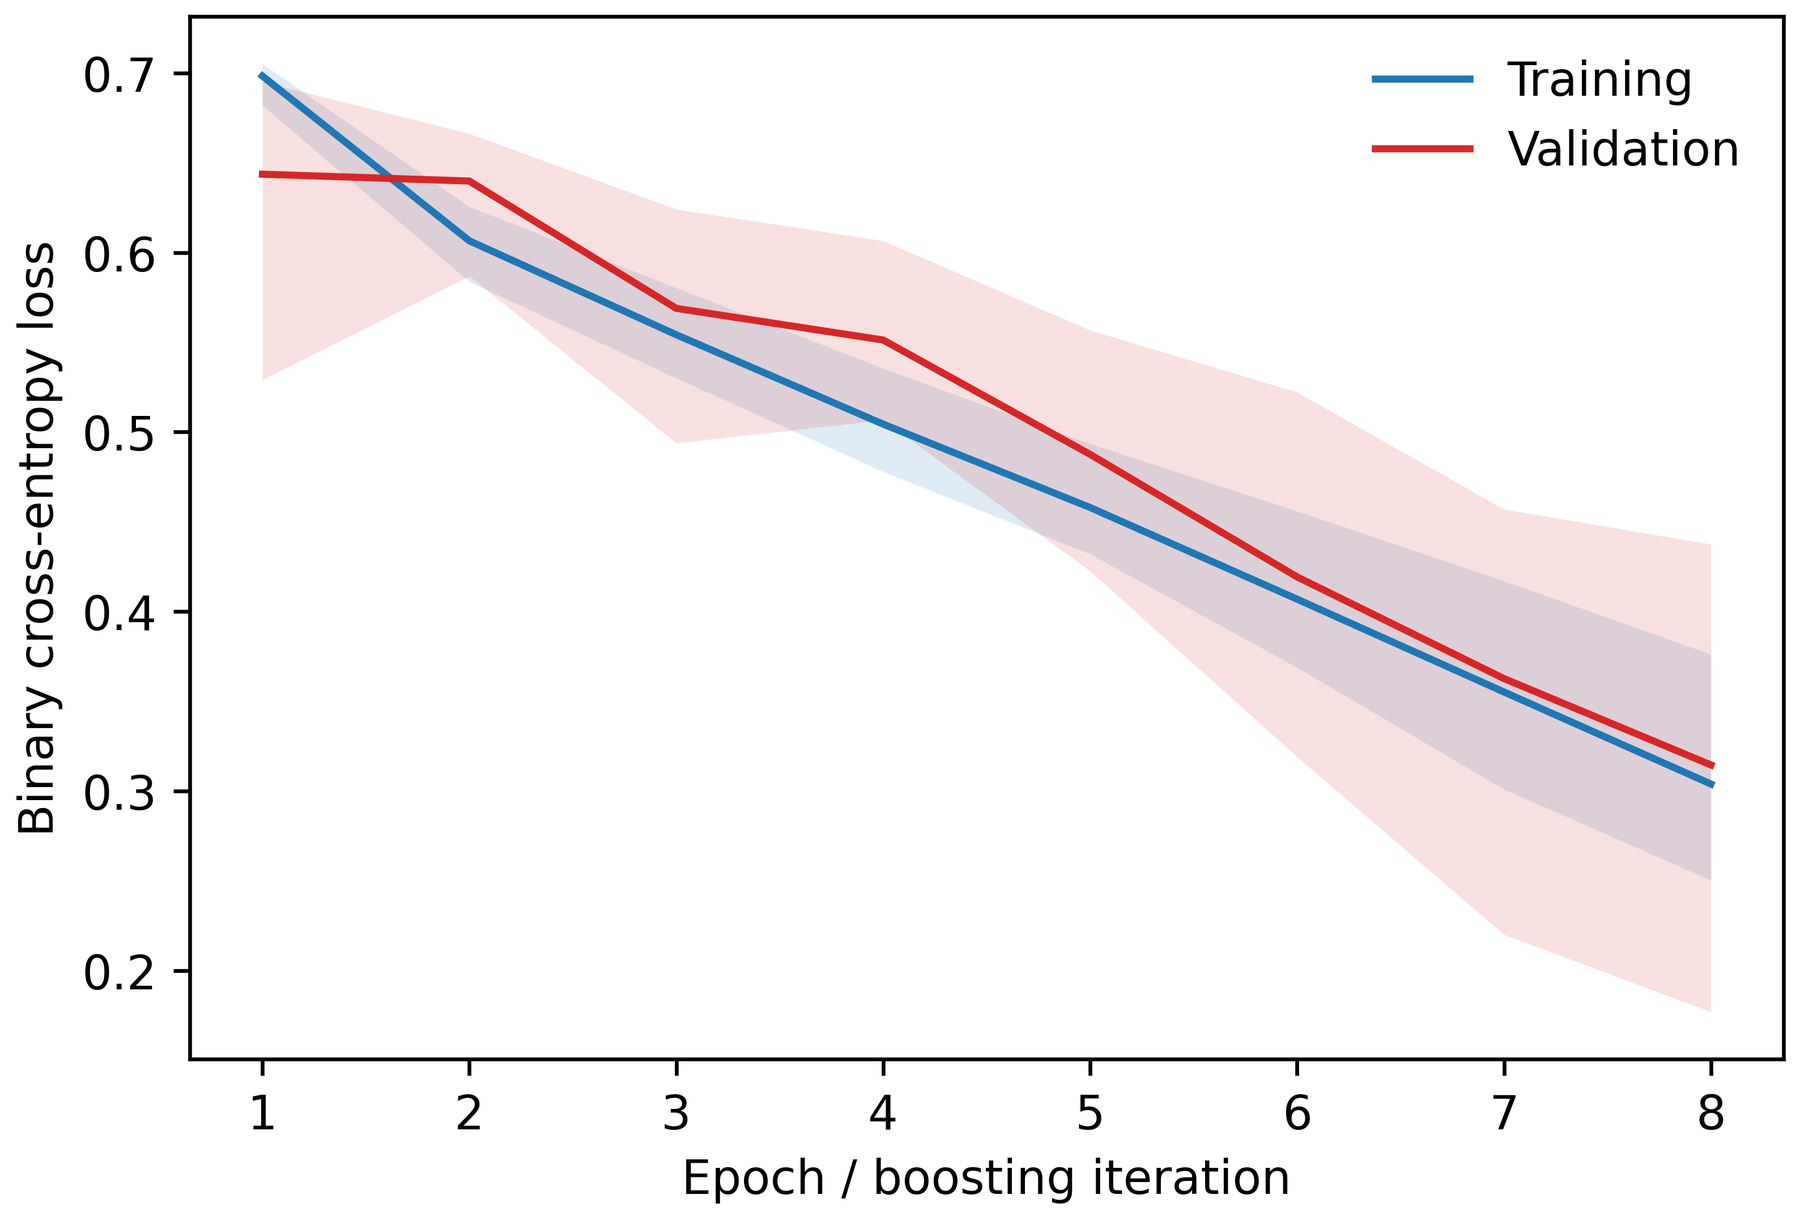 Training
Validation
Binary cross-entropy loss
0.7
0.6
0.5
0.4
0.3
0.2
1 2 3 4 5 6 7 8
Epoch / boosting iteration